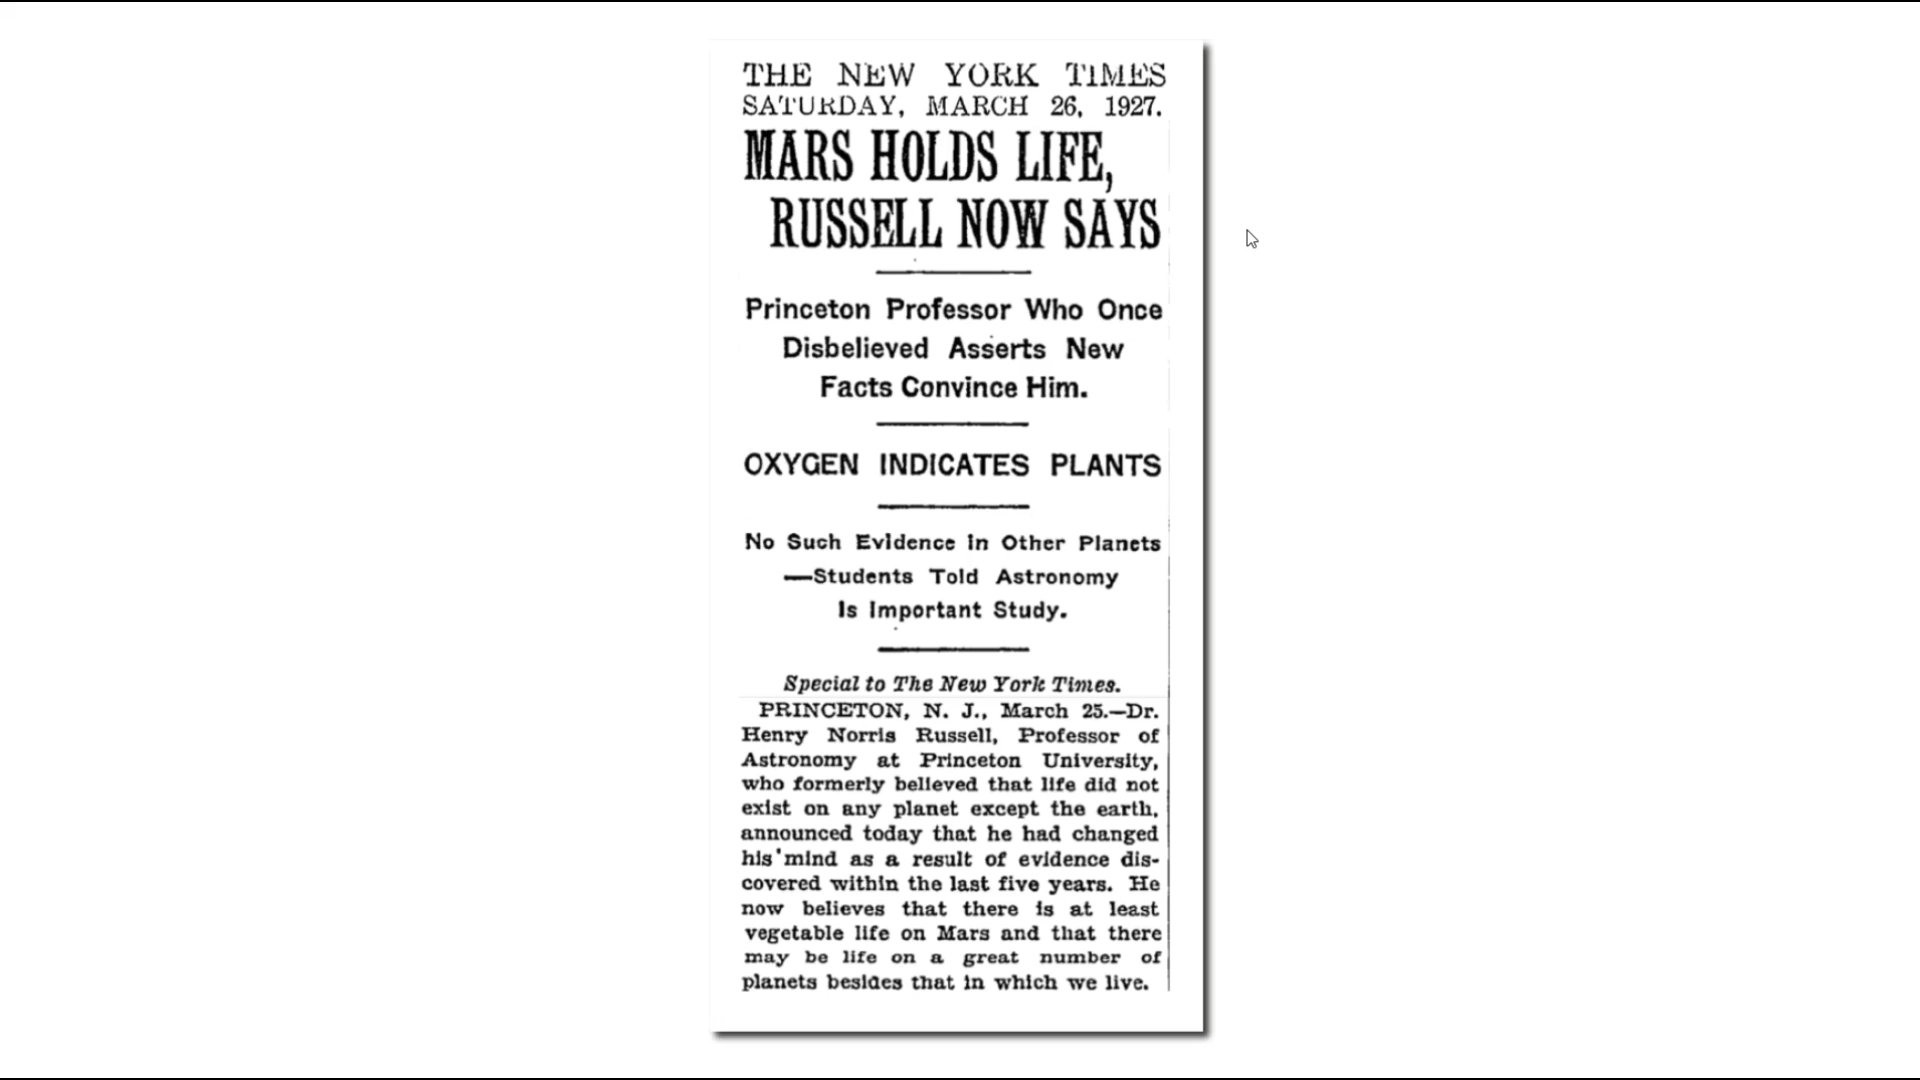 THE NEW YORK TIMES
SATURDAY, MARCH 26, 1927.
MARS HOLDS LIFE,
RUSSELL NOW SAYS
Princeton Professor Who Once
Disbelieved Asserts New
Facts Convince Him.
OXYGEN INDICATES PLANTS
No Such Evidence in Other Planets
—Students Told Astronomy
Is Important Study.
Special to The New York Times.
PRINCETON, N. J., March 25.—Dr.
Henry Norris Russell, Professor of
Astronomy at Princeton University,
who formerly believed that life did not
exist on any planet except the earth,
announced today that he had changed
his mind as a result of evidence dis-
covered within the last five years. He
now believes that there is at least
vegetable life on Mars and that there
may be life on a great number of
planets besides that in which we live.